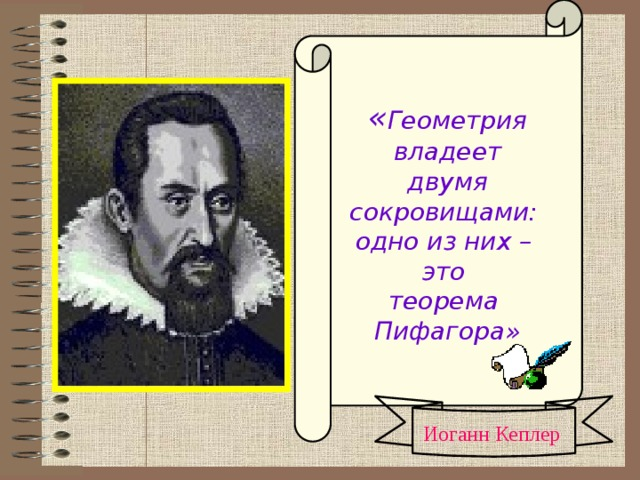 «Геометрия
владеет
двумя
сокровищами:
одно из них –
это
теорема
Пифагора»
Иоганн Кеплер